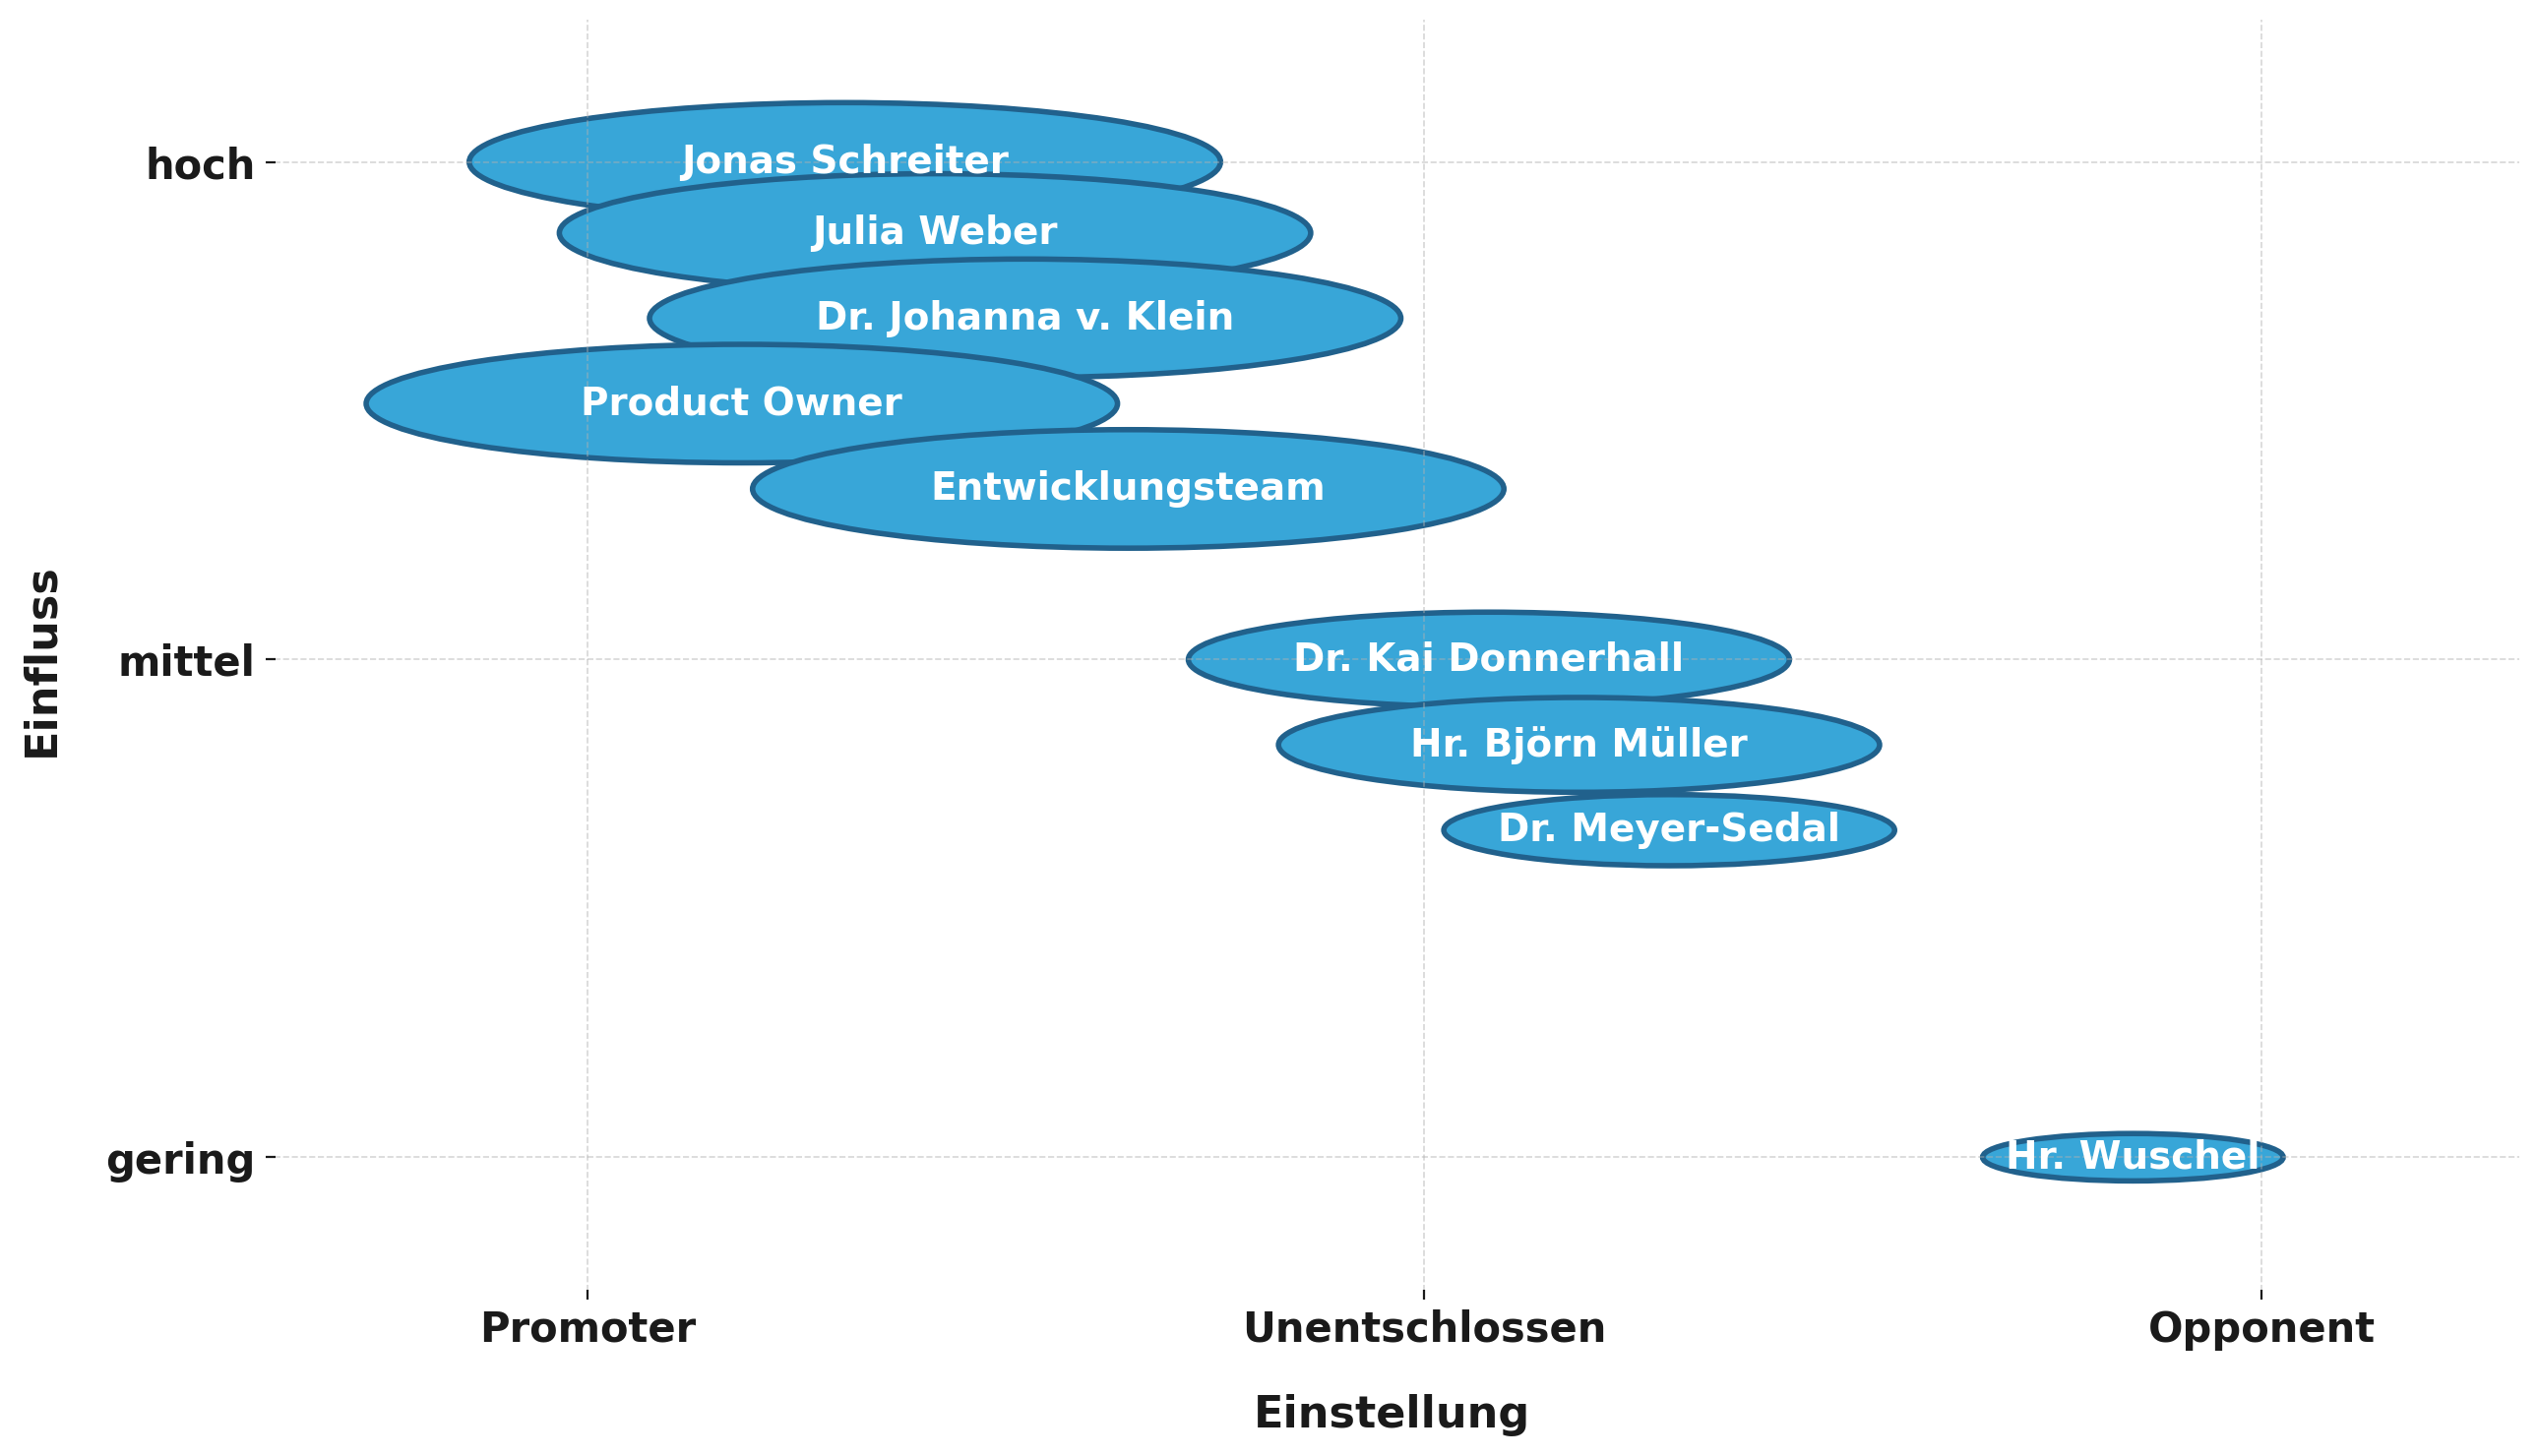 hoch
Jonas Schreiter
Julia Weber
Dr. Johanna v. Klein
Product Owner
Entwicklungsteam
Einfluss
mittel
Dr. Kai Donnerhall
Hr. Björn Müller
Dr. Meyer-Sedal
gering
Hr. Wuschel
Promoter
Unentschlossen
Opponent
Einstellung